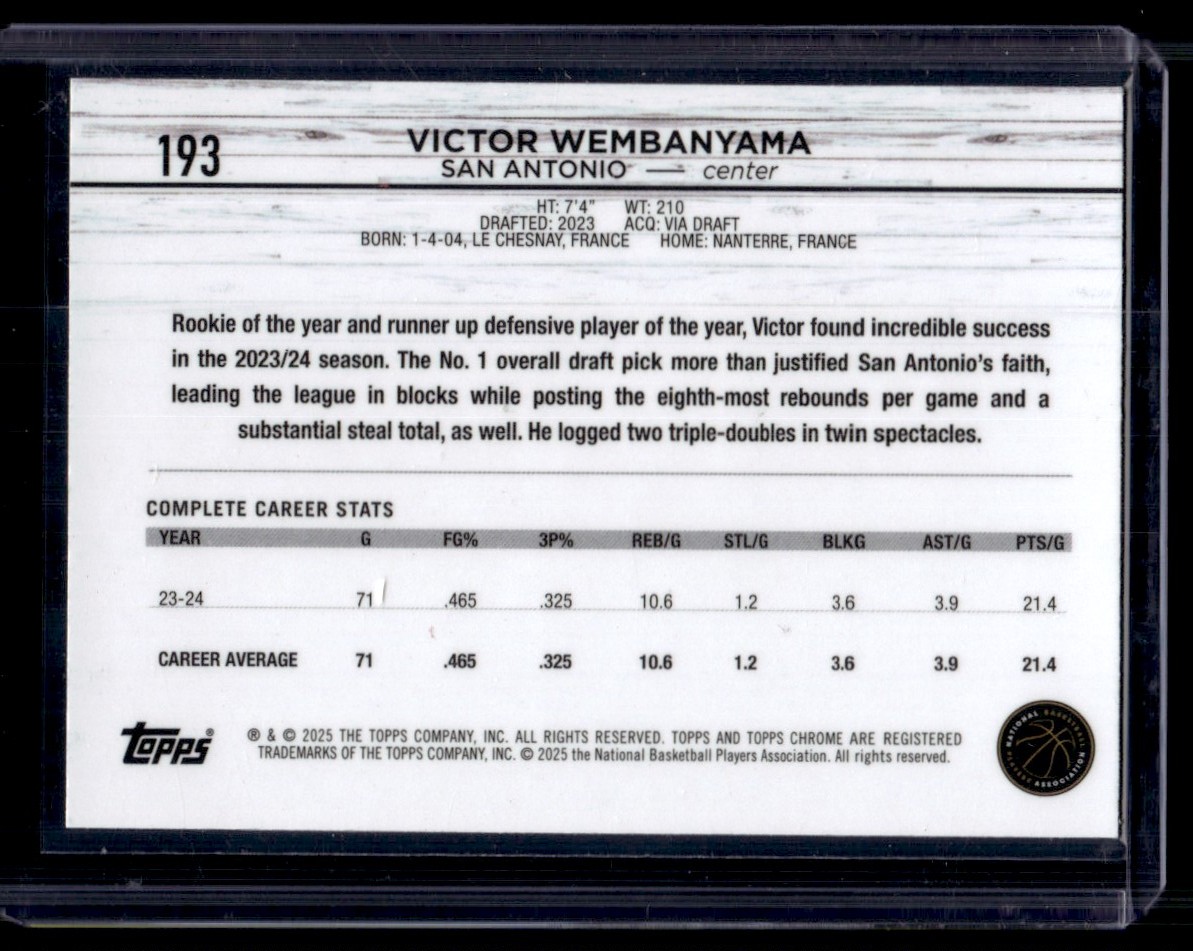 193
VICTOR WEMBANYAMA
SAN ANTONIO — center
HT: 7'4" WT: 210
DRAFTED: 2023 ACQ: VIA DRAFT
BORN: 1-4-04, LE CHESNAY, FRANCE HOME: NANTERRE, FRANCE
Rookie of the year and runner up defensive player of the year, Victor found incredible success
in the 2023/24 season. The No. 1 overall draft pick more than justified San Antonio's faith,
leading the league in blocks while posting the eighth-most rebounds per game and a
substantial steal total, as well. He logged two triple-doubles in twin spectacles.
COMPLETE CAREER STATS
YEAR G FG% 3P% REB/G STL/G BLKG AST/G PTS/G
23-24 71 .465 .325 10.6 1.2 3.6 3.9 21.4
CAREER AVERAGE 71 .465 .325 10.6 1.2 3.6 3.9 21.4
topps®
® & © 2025 THE TOPPS COMPANY, INC. ALL RIGHTS RESERVED. TOPPS AND TOPPS CHROME ARE REGISTERED
TRADEMARKS OF THE TOPPS COMPANY, INC. © 2025 the National Basketball Players Association. All rights reserved.
NATIONAL BASKETBALL PLAYERS ASSOCIATION